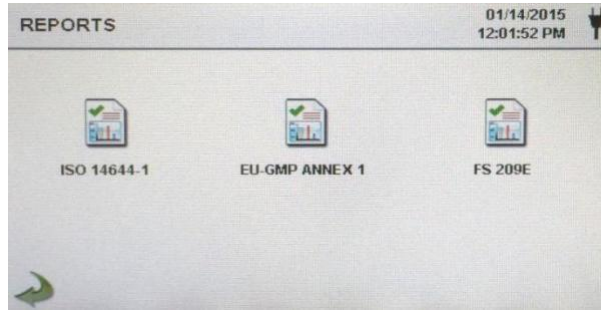 REPORTS
01/14/2015
12:01:52 PM
ISO 14644-1
EU-GMP ANNEX 1
FS 209E